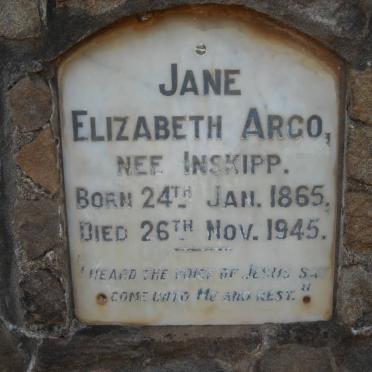 JANE
ELIZABETH ARGO,
NEE INSKIPP.
BORN 24TH JAN. 1865.
DIED 26TH NOV. 1945.
I HEARD THE VOICE OF JESUS SAY
COME UNTO ME AND REST."